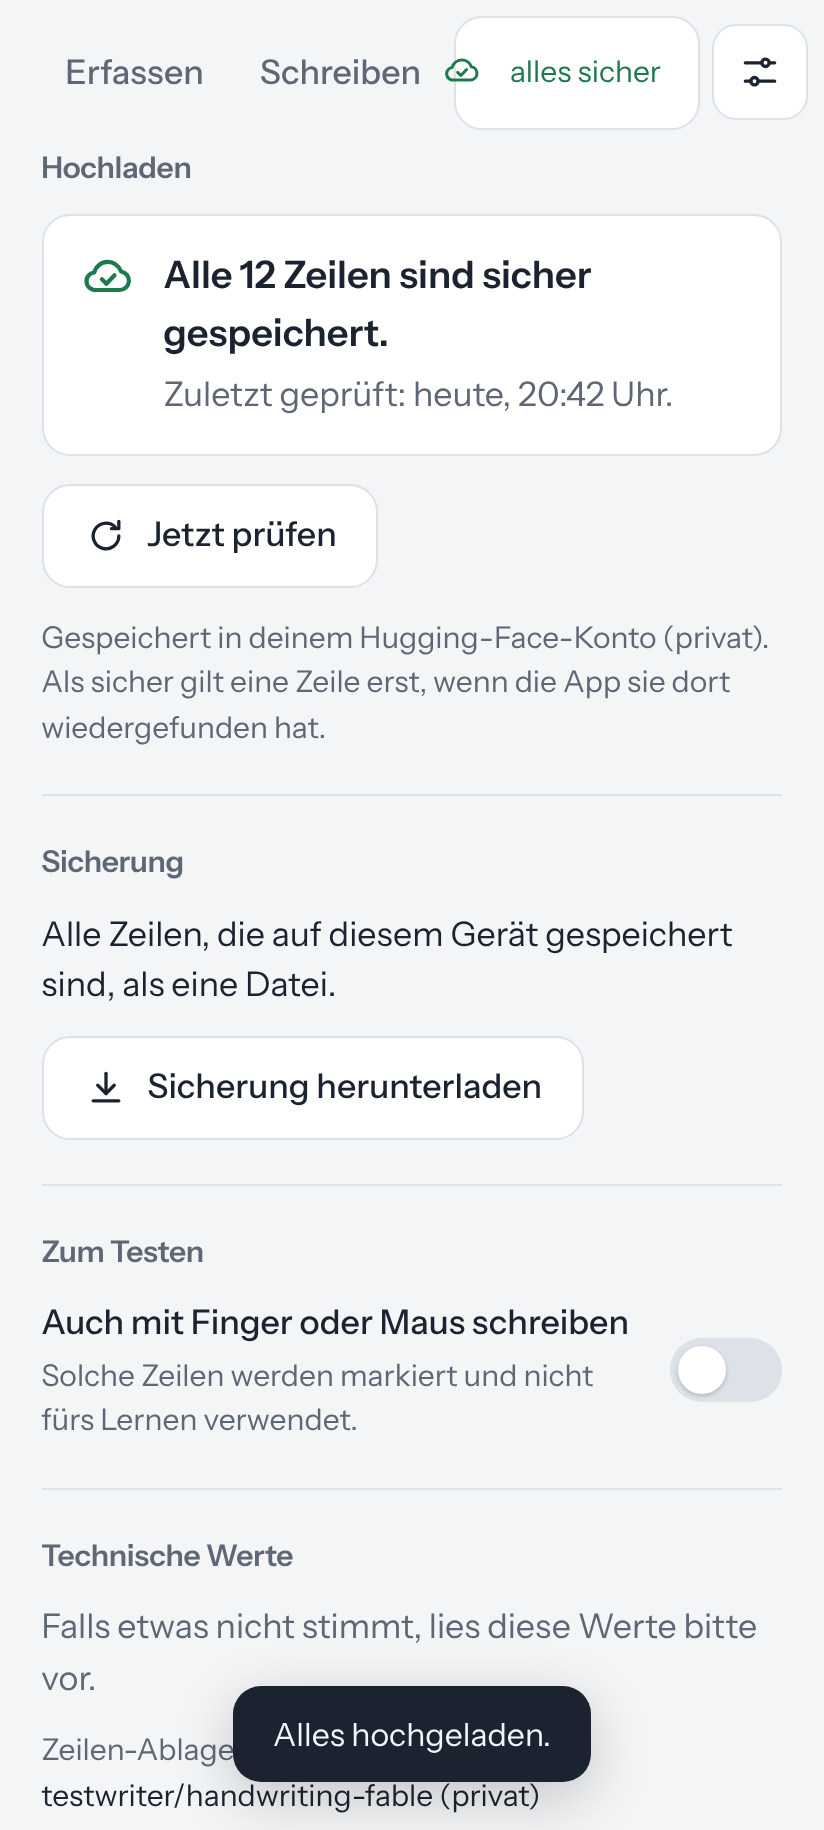 Erfassen Schreiben alles sicher
Hochladen
Alle 12 Zeilen sind sicher
gespeichert.
Zuletzt geprüft: heute, 20:42 Uhr.
Jetzt prüfen
Gespeichert in deinem Hugging-Face-Konto (privat).
Als sicher gilt eine Zeile erst, wenn die App sie dort
wiedergefunden hat.
Sicherung
Alle Zeilen, die auf diesem Gerät gespeichert
sind, als eine Datei.
Sicherung herunterladen
Zum Testen
Auch mit Finger oder Maus schreiben
Solche Zeilen werden markiert und nicht
fürs Lernen verwendet.
Technische Werte
Falls etwas nicht stimmt, lies diese Werte bitte
vor.
Alles hochgeladen.
Zeilen-Ablage
testwriter/handwriting-fable (privat)